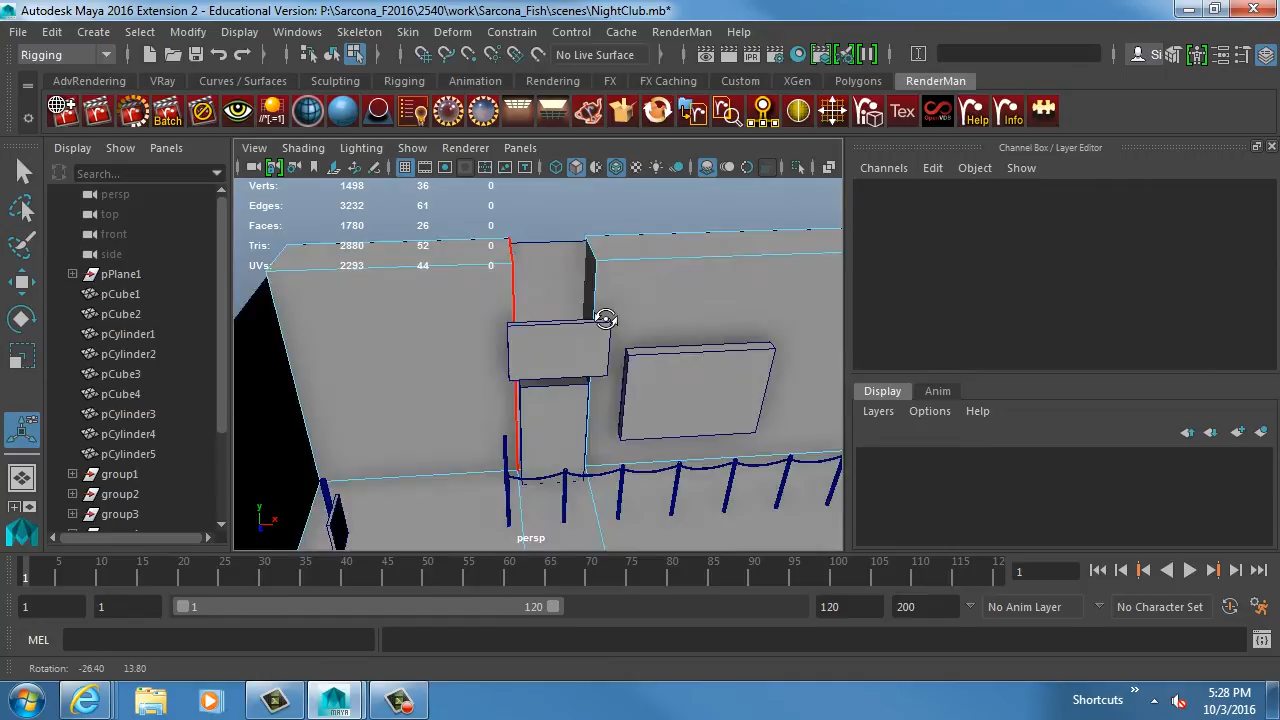 Autodesk Maya 2016 Extension 2 - Educational Version: P:\Sarcona_F2016\2540\work\Sarcona_Fish\scenes\NightClub.mb*
File Edit Create Select Modify Display Windows Skeleton Skin Deform Constrain Control Cache RenderMan Help
Rigging No Live Surface Si
AdvRendering VRay Curves / Surfaces Sculpting Rigging Animation Rendering FX FX Caching Custom XGen Polygons RenderMan
IPR //[-L=] Batch Tex OpenVDB Help Info
Display Show Panels View Shading Lighting Show Renderer Panels Channel Box / Layer Editor
Search... Channels Edit Object Show
persp
top
front
side
pPlane1
pCube1
pCube2
pCylinder1
pCylinder2
pCube3
pCube4
pCylinder3
pCylinder4
pCylinder5
group1
group2
group3
Verts: 1498 36 0
Edges: 3232 61 0
Faces: 1780 26 0
Tris: 2880 52 0
UVs: 2293 44 0
y
x
persp
Display Anim
Layers Options Help
1 5 10 15 20 25 30 35 40 45 50 55 60 65 70 75 80 85 90 95 100 105 110 115 12 1
1 1 1 120 120 200 No Anim Layer No Character Set
MEL
Rotation: -26.40 13.80
MAYA
Shortcuts
5:28 PM
10/3/2016